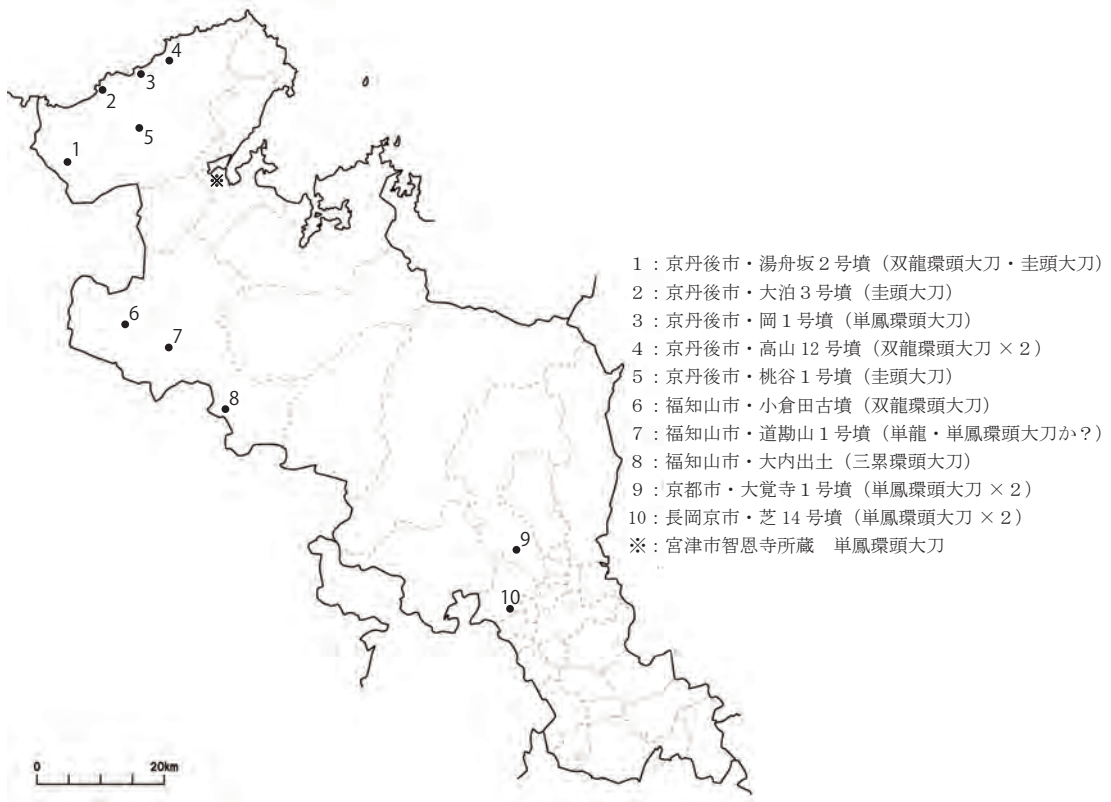 4
3
2
5
1
※
6
7
8
9
10
1：京丹後市・湯舟坂2号墳（双龍環頭大刀・圭頭大刀）
2：京丹後市・大泊3号墳（圭頭大刀）
3：京丹後市・岡1号墳（単鳳環頭大刀）
4：京丹後市・高山12号墳（双龍環頭大刀×2）
5：京丹後市・桃谷1号墳（圭頭大刀）
6：福知山市・小倉田古墳（双龍環頭大刀）
7：福知山市・道勘山1号墳（単龍・単鳳環頭大刀か？）
8：福知山市・大内出土（三累環頭大刀）
9：京都市・大覚寺1号墳（単鳳環頭大刀×2）
10：長岡京市・芝14号墳（単鳳環頭大刀×2）
※：宮津市智恩寺所蔵　単鳳環頭大刀
0 20km